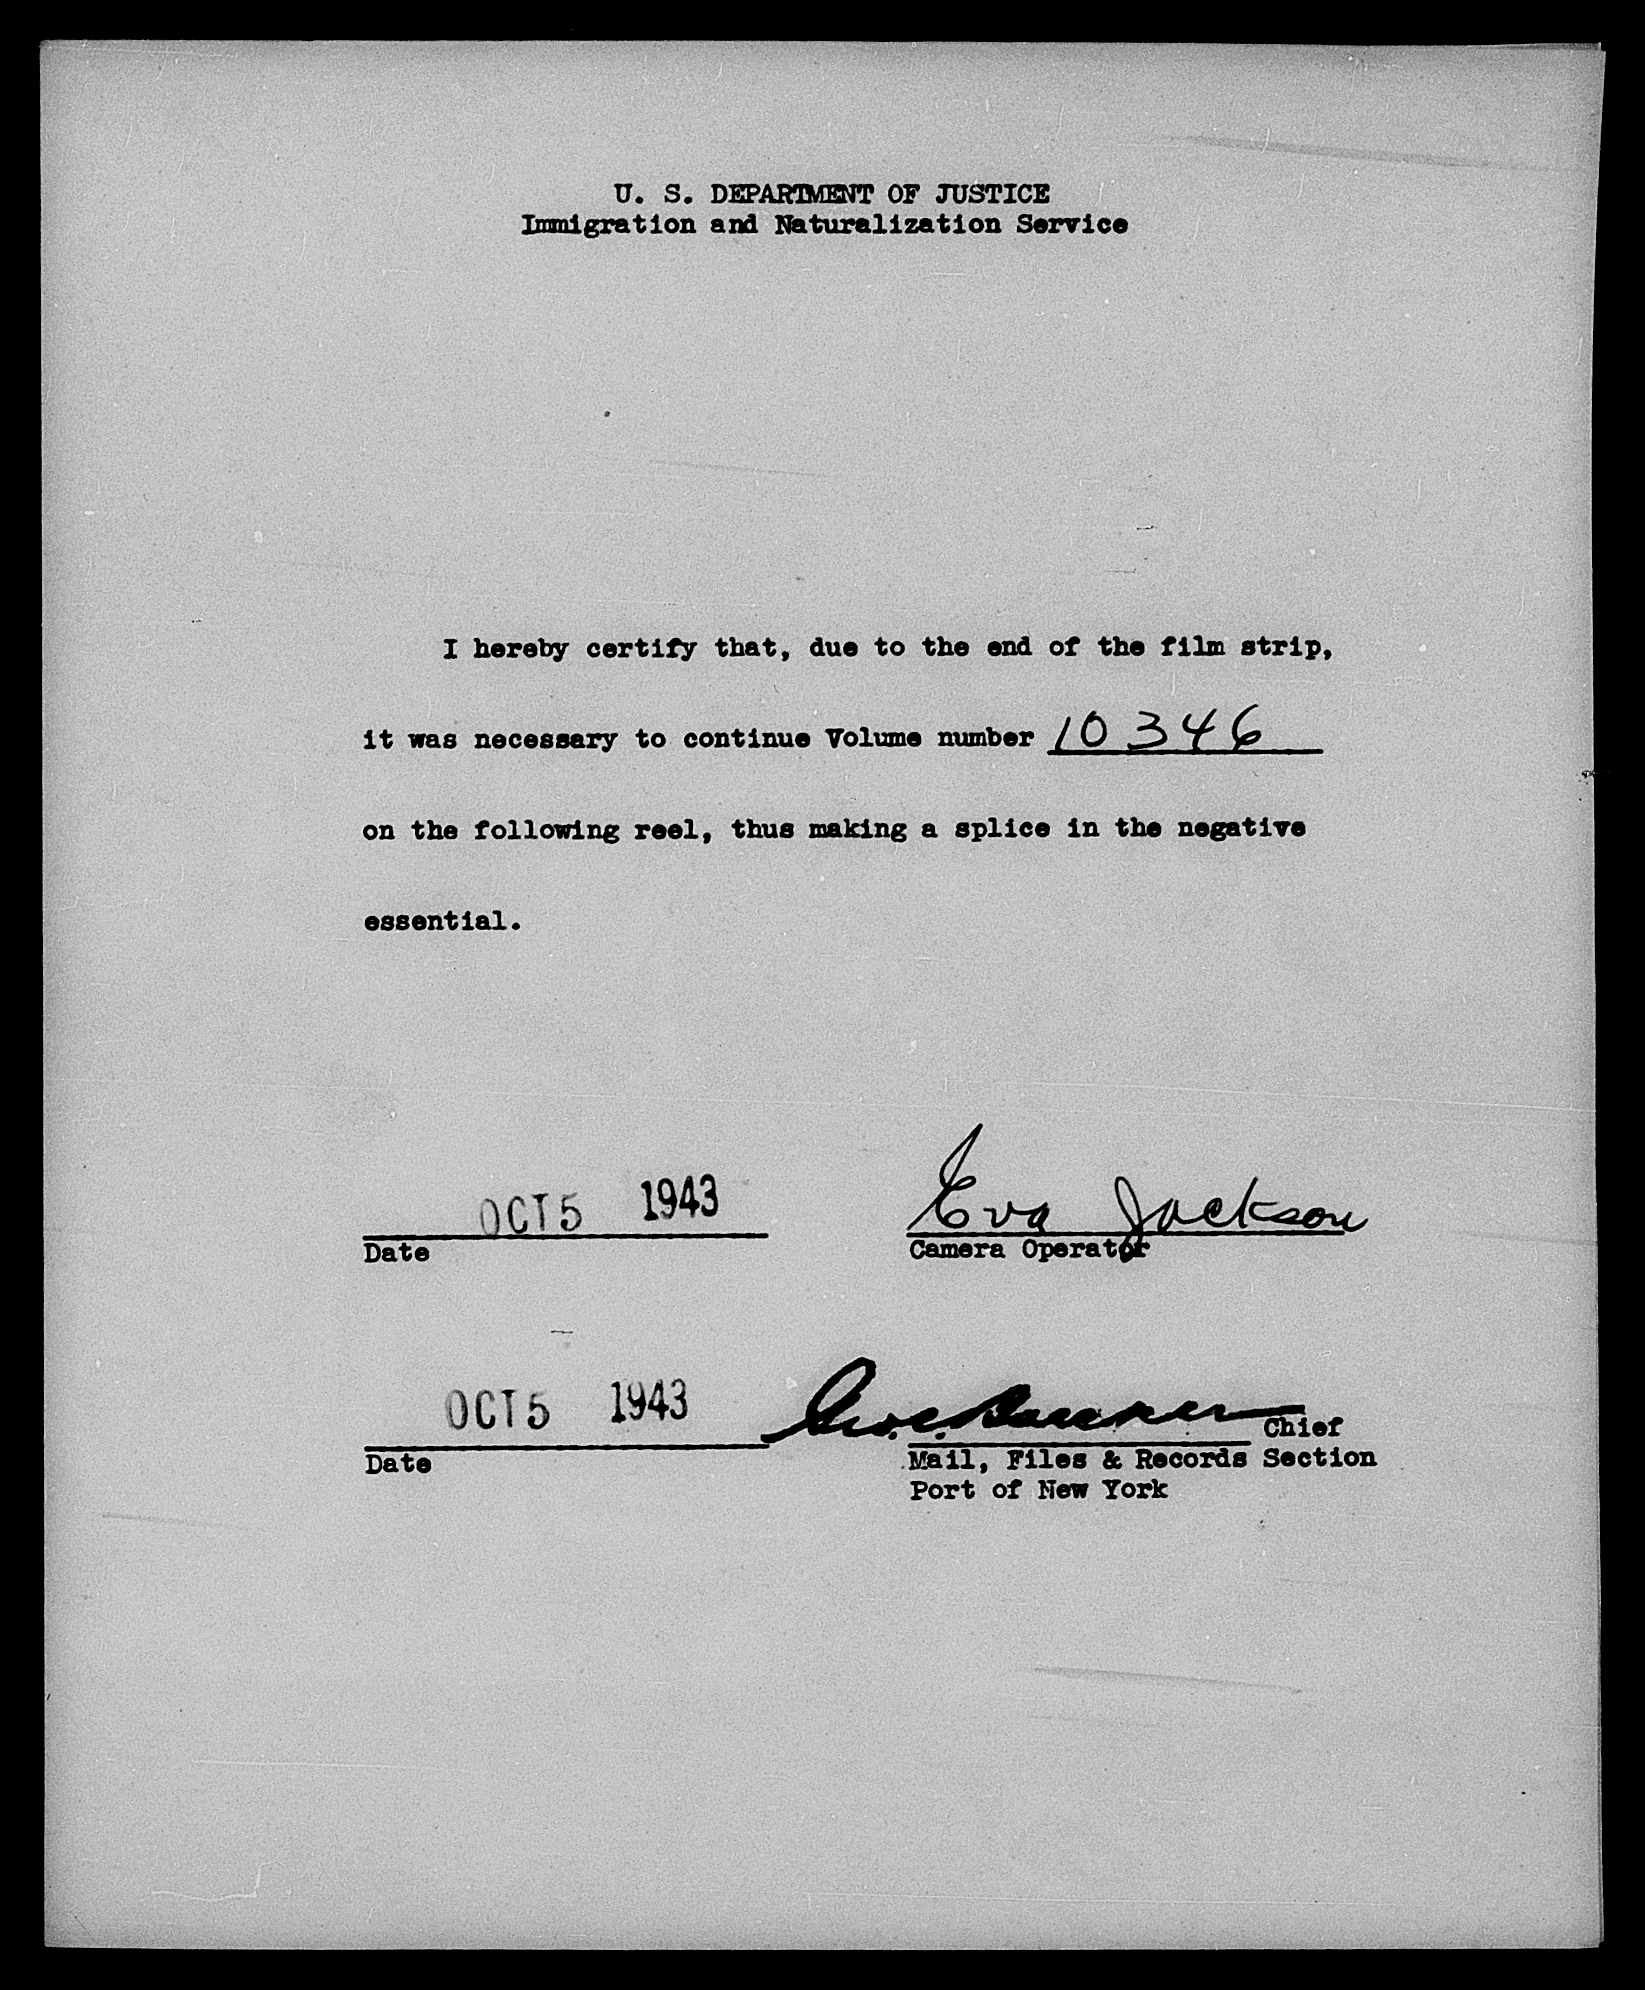 U. S. DEPARTMENT OF JUSTICE
Immigration and Naturalization Service
I hereby certify that, due to the end of the film strip,
it was necessary to continue Volume number 10346
on the following reel, thus making a splice in the negative
essential.
OCT 5 1943
Date
Eva Jackson
Camera Operator
OCT 5 1943
Date
Chief
Mail, Files & Records Section
Port of New York